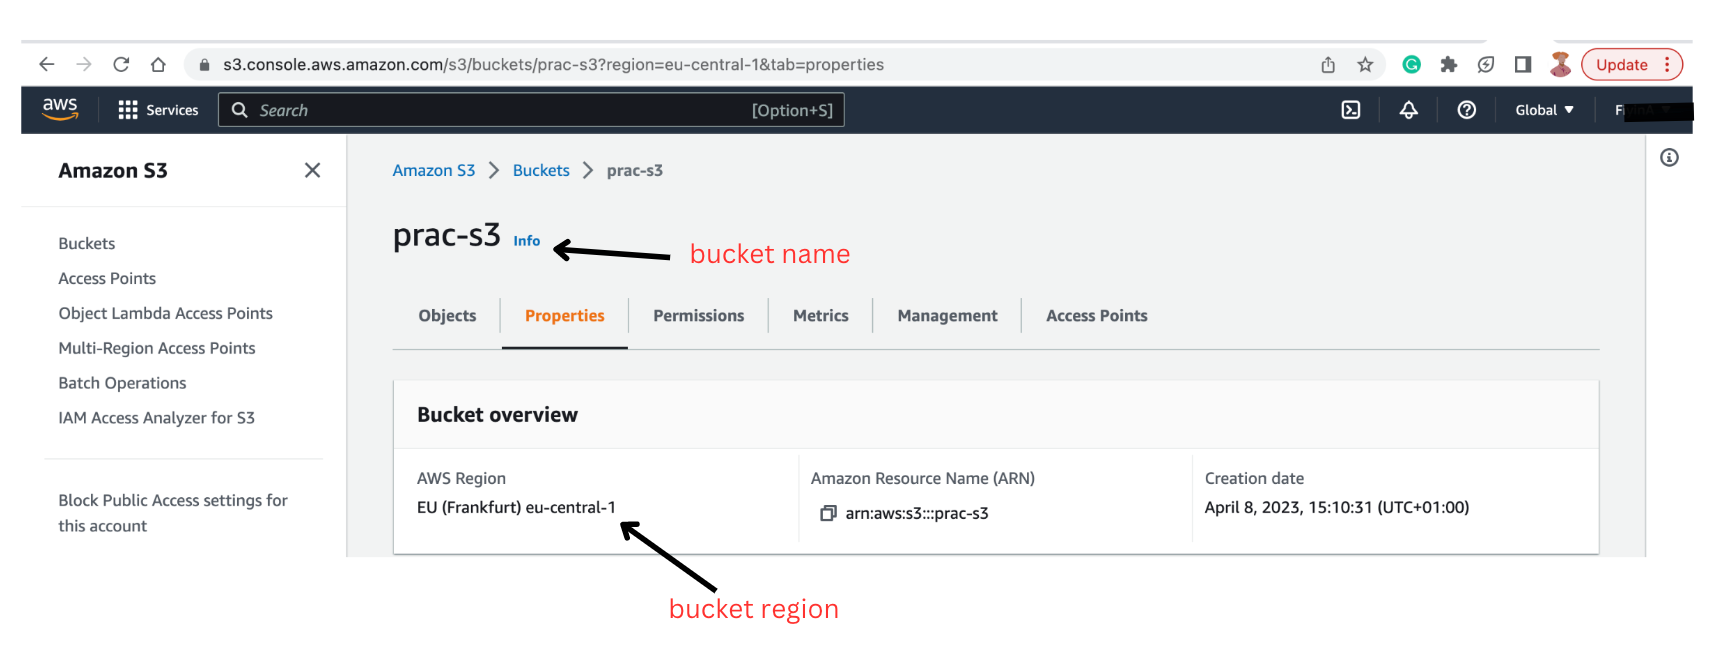 s3.console.aws.amazon.com/s3/buckets/prac-s3?region=eu-central-1&tab=properties
Update
aws
Services
Search
[Option+S]
Global
Amazon S3
Buckets
Access Points
Object Lambda Access Points
Multi-Region Access Points
Batch Operations
IAM Access Analyzer for S3
Block Public Access settings for
this account
Amazon S3 > Buckets > prac-s3
prac-s3 Info
bucket name
Objects
Properties
Permissions
Metrics
Management
Access Points
Bucket overview
AWS Region
EU (Frankfurt) eu-central-1
Amazon Resource Name (ARN)
arn:aws:s3:::prac-s3
Creation date
April 8, 2023, 15:10:31 (UTC+01:00)
bucket region